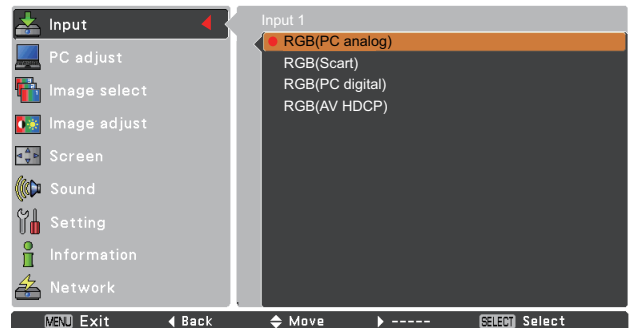 Input
PC adjust
Image select
Image adjust
Screen
Sound
Setting
Information
Network
Input 1
RGB(PC analog)
RGB(Scart)
RGB(PC digital)
RGB(AV HDCP)
MENU Exit Back Move ----- SELECT Select